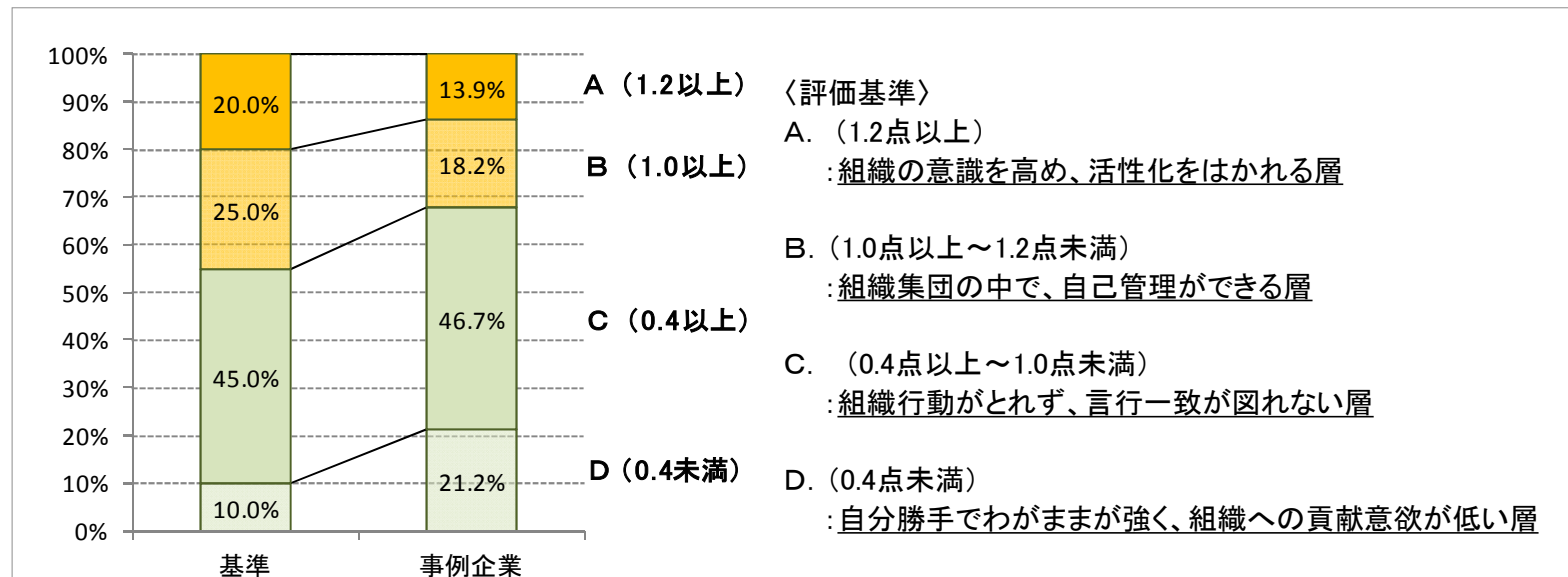 100%
90%
80%
70%
60%
50%
40%
30%
20%
10%
0%
20.0%
25.0%
45.0%
10.0%
13.9%
18.2%
46.7%
21.2%
基準
事例企業
A (1.2以上)
B (1.0以上)
C (0.4以上)
D (0.4未満)
〈評価基準〉
A. (1.2点以上)
:組織の意識を高め、活性化をはかれる層
B. (1.0点以上～1.2点未満)
:組織集団の中で、自己管理ができる層
C. (0.4点以上～1.0点未満)
:組織行動がとれず、言行一致が図れない層
D. (0.4点未満)
:自分勝手でわがままが強く、組織への貢献意欲が低い層